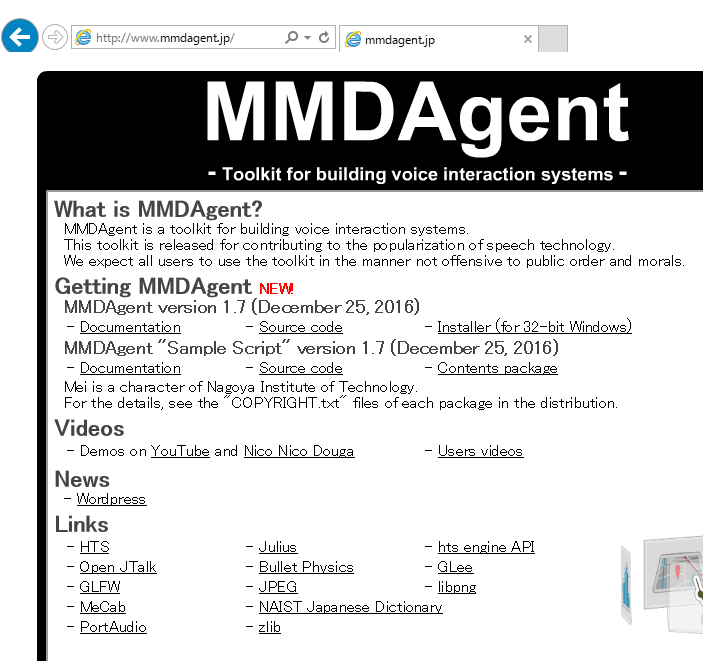 http://www.mmdagent.jp/
mmdagent.jp
MMDAgent
- Toolkit for building voice interaction systems -
What is MMDAgent?
MMDAgent is a toolkit for building voice interaction systems.
This toolkit is released for contributing to the popularization of speech technology.
We expect all users to use the toolkit in the manner not offensive to public order and morals.
Getting MMDAgent NEW!
MMDAgent version 1.7 (December 25, 2016)
- Documentation - Source code - Installer (for 32-bit Windows)
MMDAgent "Sample Script" version 1.7 (December 25, 2016)
- Documentation - Source code - Contents package
Mei is a character of Nagoya Institute of Technology.
For the details, see the "COPYRIGHT.txt" files of each package in the distribution.
Videos
- Demos on YouTube and Nico Nico Douga - Users videos
News
- Wordpress
Links
- HTS - Julius - hts engine API
- Open JTalk - Bullet Physics - GLee
- GLFW - JPEG - libpng
- MeCab - NAIST Japanese Dictionary
- PortAudio - zlib